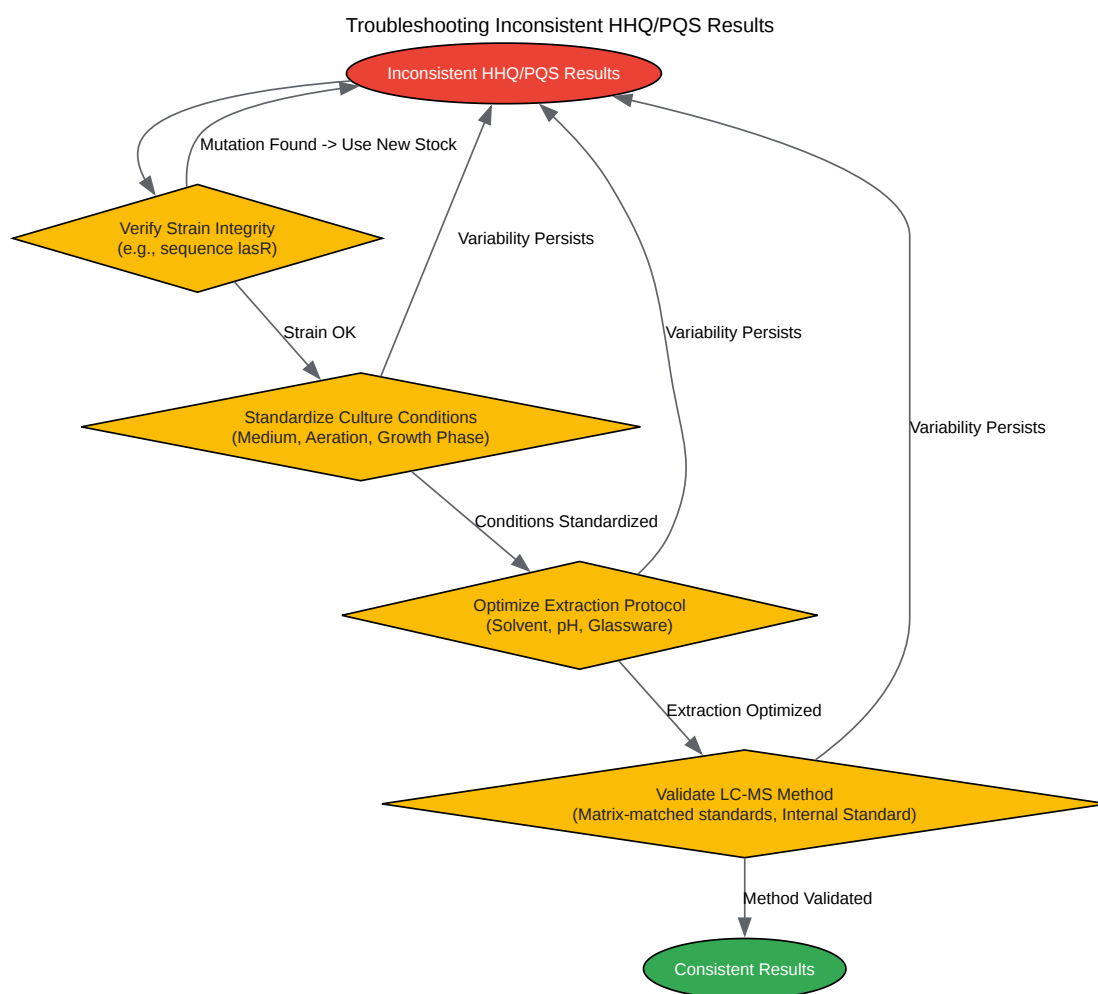 Troubleshooting Inconsistent HHQ/PQS Results
Inconsistent HHQ/PQS Results
Mutation Found -> Use New Stock
Verify Strain Integrity
(e.g., sequence lasR)
Variability Persists
Strain OK
Variability Persists
Standardize Culture Conditions
(Medium, Aeration, Growth Phase)
Variability Persists
Conditions Standardized
Optimize Extraction Protocol
(Solvent, pH, Glassware)
Extraction Optimized
Validate LC-MS Method
(Matrix-matched standards, Internal Standard)
Method Validated
Consistent Results